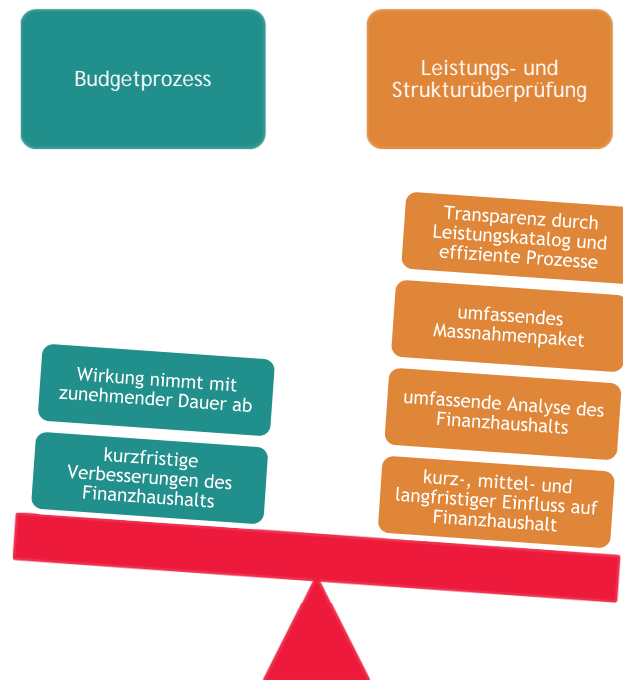 Budgetprozess
Leistungs- und
Strukturüberprüfung
Transparenz durch
Leistungskatalog und
effiziente Prozesse
umfassendes
Massnahmenpaket
Wirkung nimmt mit
zunehmender Dauer ab
umfassende Analyse des
Finanzhaushalts
kurzfristige
Verbesserungen des
Finanzhaushalts
kurz-, mittel- und
langfristiger Einfluss auf
Finanzhaushalt